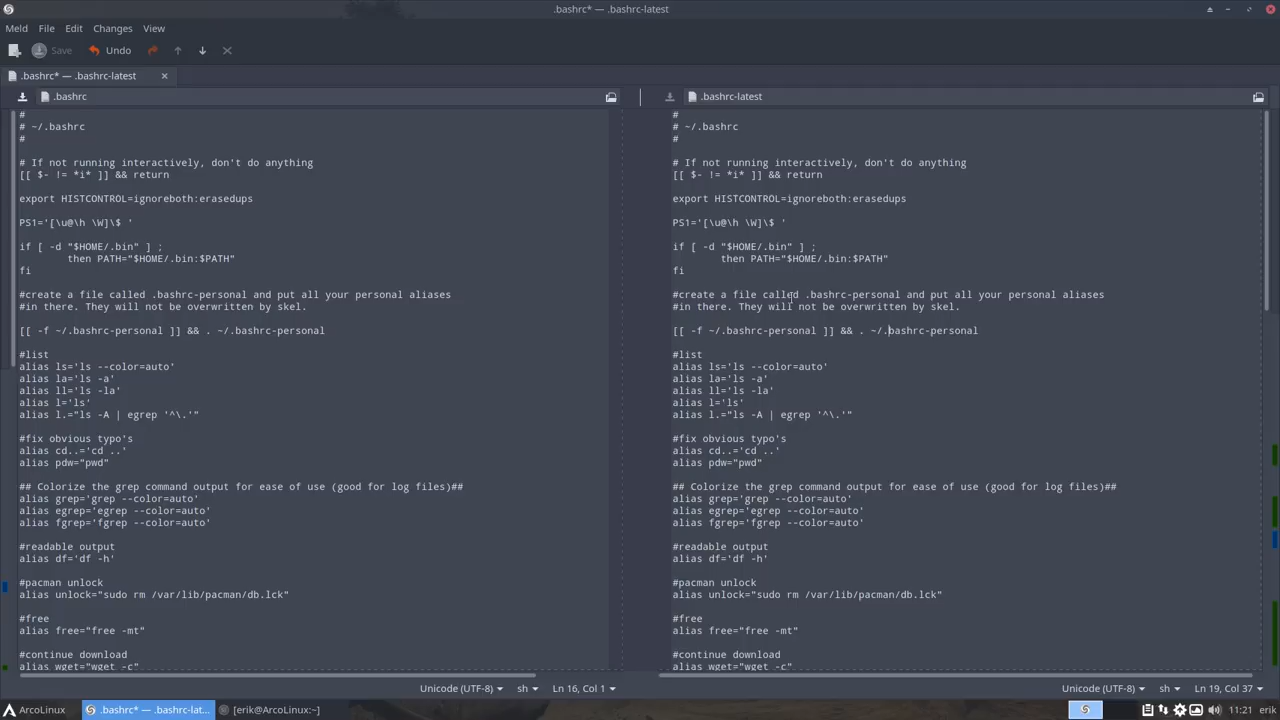 .bashrc* — .bashrc-latest
Meld File Edit Changes View
Save Undo
.bashrc* — .bashrc-latest
.bashrc
#
# ~/.bashrc
#
# If not running interactively, don't do anything
[[ $- != *i* ]] && return
export HISTCONTROL=ignoreboth:erasedups
PS1='[\u@\h \W]\$ '
if [ -d "$HOME/.bin" ] ;
then PATH="$HOME/.bin:$PATH"
fi
#create a file called .bashrc-personal and put all your personal aliases
#in there. They will not be overwritten by skel.
[[ -f ~/.bashrc-personal ]] && . ~/.bashrc-personal
#list
alias ls='ls --color=auto'
alias la='ls -a'
alias ll='ls -la'
alias l='ls'
alias l.="ls -A | egrep '^\.'"
#fix obvious typo's
alias cd..='cd ..'
alias pdw="pwd"
## Colorize the grep command output for ease of use (good for log files)##
alias grep='grep --color=auto'
alias egrep='egrep --color=auto'
alias fgrep='fgrep --color=auto'
#readable output
alias df='df -h'
#pacman unlock
alias unlock="sudo rm /var/lib/pacman/db.lck"
#free
alias free="free -mt"
#continue download
alias wget="wget -c"
Unicode (UTF-8) sh Ln 16, Col 1
.bashrc-latest
#
# ~/.bashrc
#
# If not running interactively, don't do anything
[[ $- != *i* ]] && return
export HISTCONTROL=ignoreboth:erasedups
PS1='[\u@\h \W]\$ '
if [ -d "$HOME/.bin" ] ;
then PATH="$HOME/.bin:$PATH"
fi
#create a file called .bashrc-personal and put all your personal aliases
#in there. They will not be overwritten by skel.
[[ -f ~/.bashrc-personal ]] && . ~/.bashrc-personal
#list
alias ls='ls --color=auto'
alias la='ls -a'
alias ll='ls -la'
alias l='ls'
alias l.="ls -A | egrep '^\.'"
#fix obvious typo's
alias cd..='cd ..'
alias pdw="pwd"
## Colorize the grep command output for ease of use (good for log files)##
alias grep='grep --color=auto'
alias egrep='egrep --color=auto'
alias fgrep='fgrep --color=auto'
#readable output
alias df='df -h'
#pacman unlock
alias unlock="sudo rm /var/lib/pacman/db.lck"
#free
alias free="free -mt"
#continue download
alias wget="wget -c"
Unicode (UTF-8) sh Ln 19, Col 37
ArcoLinux .bashrc* — .bashrc-lat... [erik@ArcoLinux:~] 11:21 erik